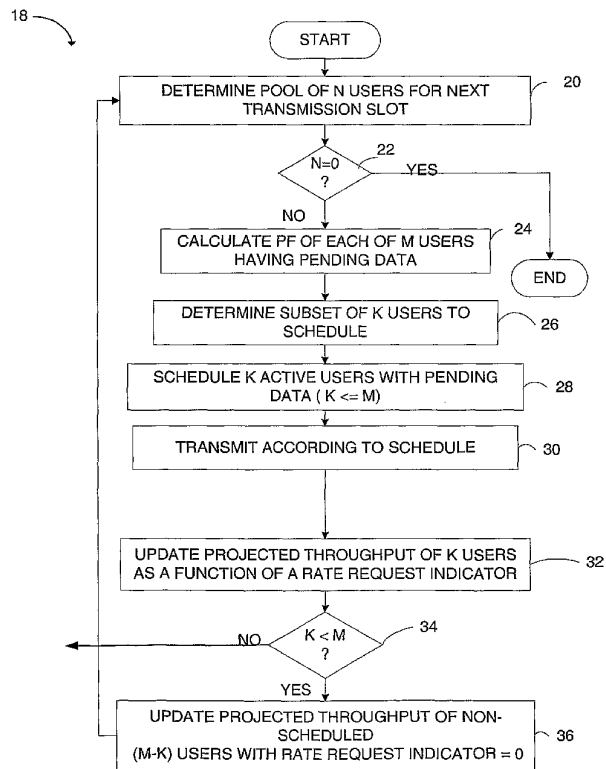 18
START
DETERMINE POOL OF N USERS FOR NEXT
TRANSMISSION SLOT
20
N=0
?
22
YES
NO
CALCULATE PF OF EACH OF M USERS
HAVING PENDING DATA
24
END
DETERMINE SUBSET OF K USERS TO
SCHEDULE
26
SCHEDULE K ACTIVE USERS WITH PENDING
DATA ( K <= M)
28
TRANSMIT ACCORDING TO SCHEDULE
30
UPDATE PROJECTED THROUGHPUT OF K USERS
AS A FUNCTION OF A RATE REQUEST INDICATOR
32
K < M
?
34
NO
YES
UPDATE PROJECTED THROUGHPUT OF NON-
SCHEDULED
(M-K) USERS WITH RATE REQUEST INDICATOR = 0
36